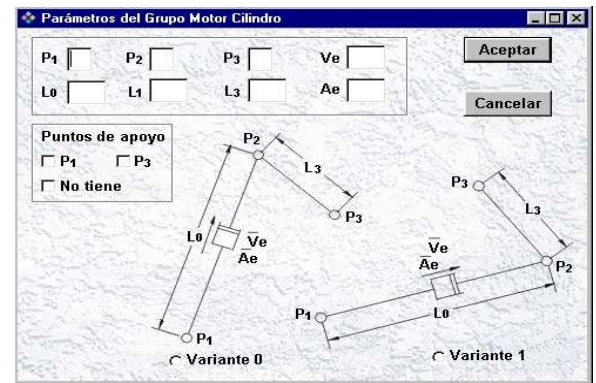 Parámetros del Grupo Motor Cilindro
P1 P2 P3 Ve
L0 L1 L3 Ae
Aceptar
Cancelar
Puntos de apoyo
P1 P3
No tiene
P2
L3
P3
L0
Ve
Ae
P1
Variante 0
P3
L3
Ve
Ae
P2
P1
L0
Variante 1